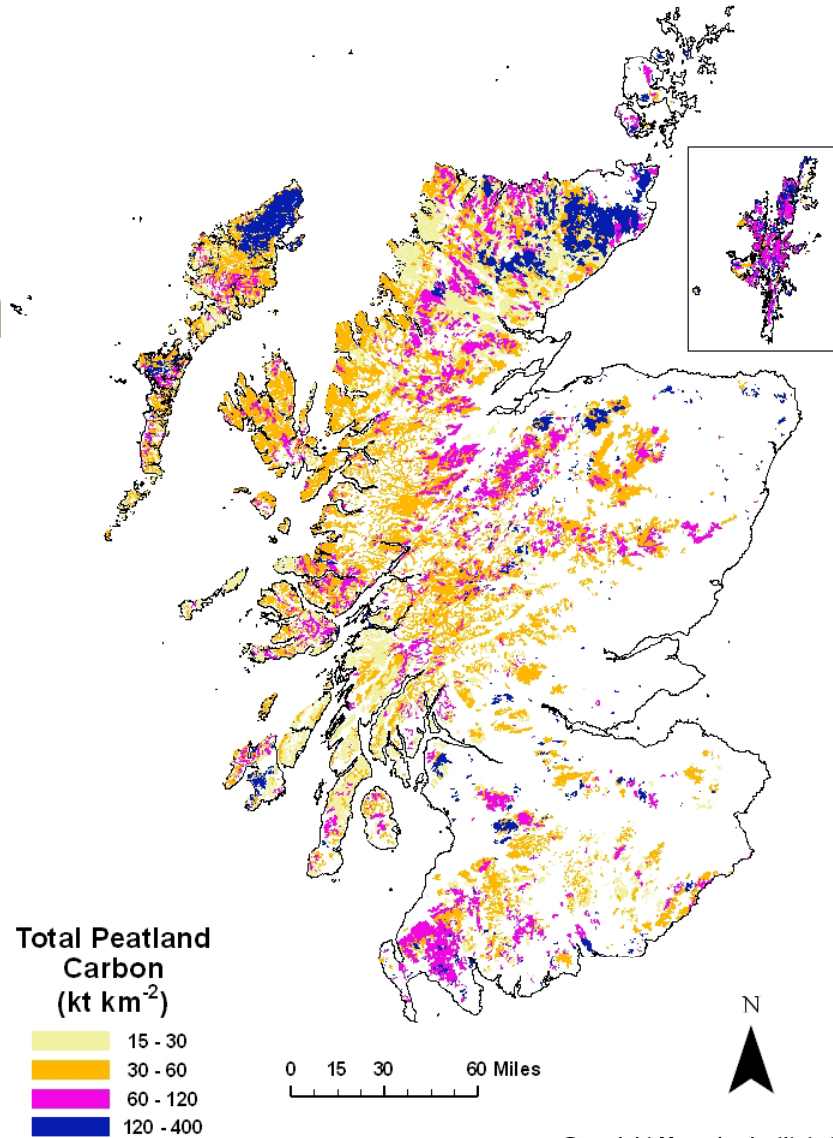 N
Total Peatland
Carbon
(kt km⁻²)
15 - 30
30 - 60
60 - 120
120 - 400
0 15 30 60 Miles